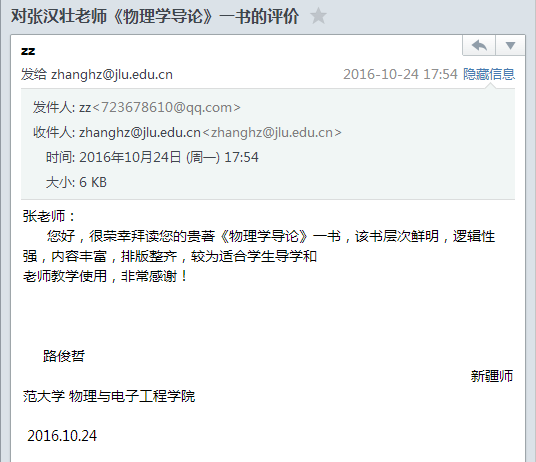 对张汉壮老师《物理学导论》一书的评价
zz
发给 zhanghz@jlu.edu.cn
2016-10-24 17:54 隐藏信息
发件人: zz<723678610@qq.com>
收件人: zhanghz@jlu.edu.cn<zhanghz@jlu.edu.cn>
时间: 2016年10月24日 (周一) 17:54
大小: 6 KB
张老师：
您好，很荣幸拜读您的贵著《物理学导论》一书，该书层次鲜明，逻辑性
强，内容丰富，排版整齐，较为适合学生导学和
老师教学使用，非常感谢！
路俊哲
新疆师
范大学 物理与电子工程学院
2016.10.24